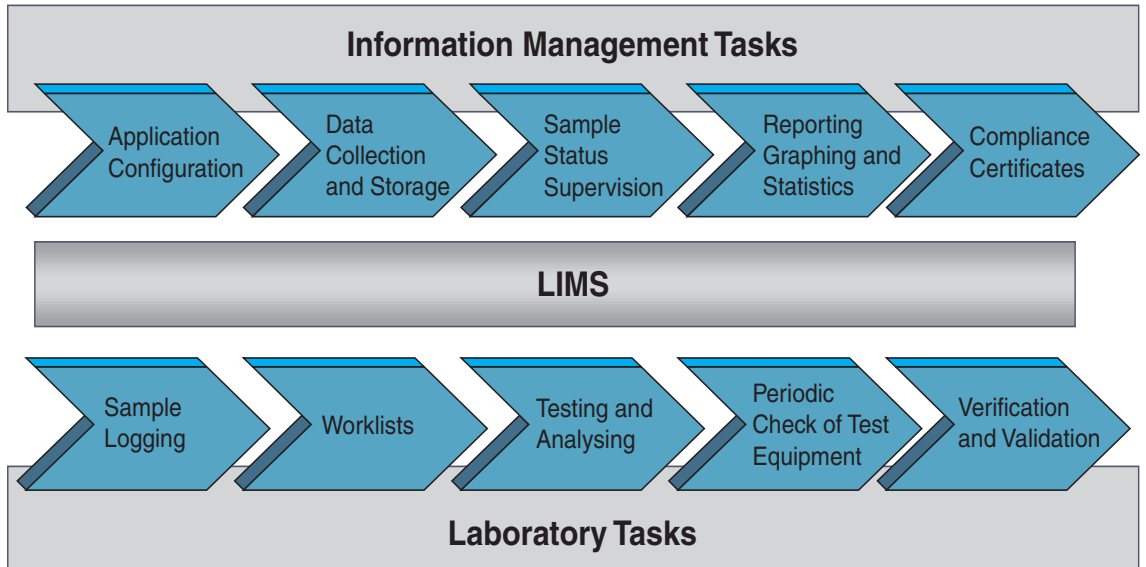 Information Management Tasks
Application
Configuration
Data
Collection
and Storage
Sample
Status
Supervision
Reporting
Graphing and
Statistics
Compliance
Certificates
LIMS
Sample
Logging
Worklists
Testing and
Analysing
Periodic
Check of Test
Equipment
Verification
and Validation
Laboratory Tasks